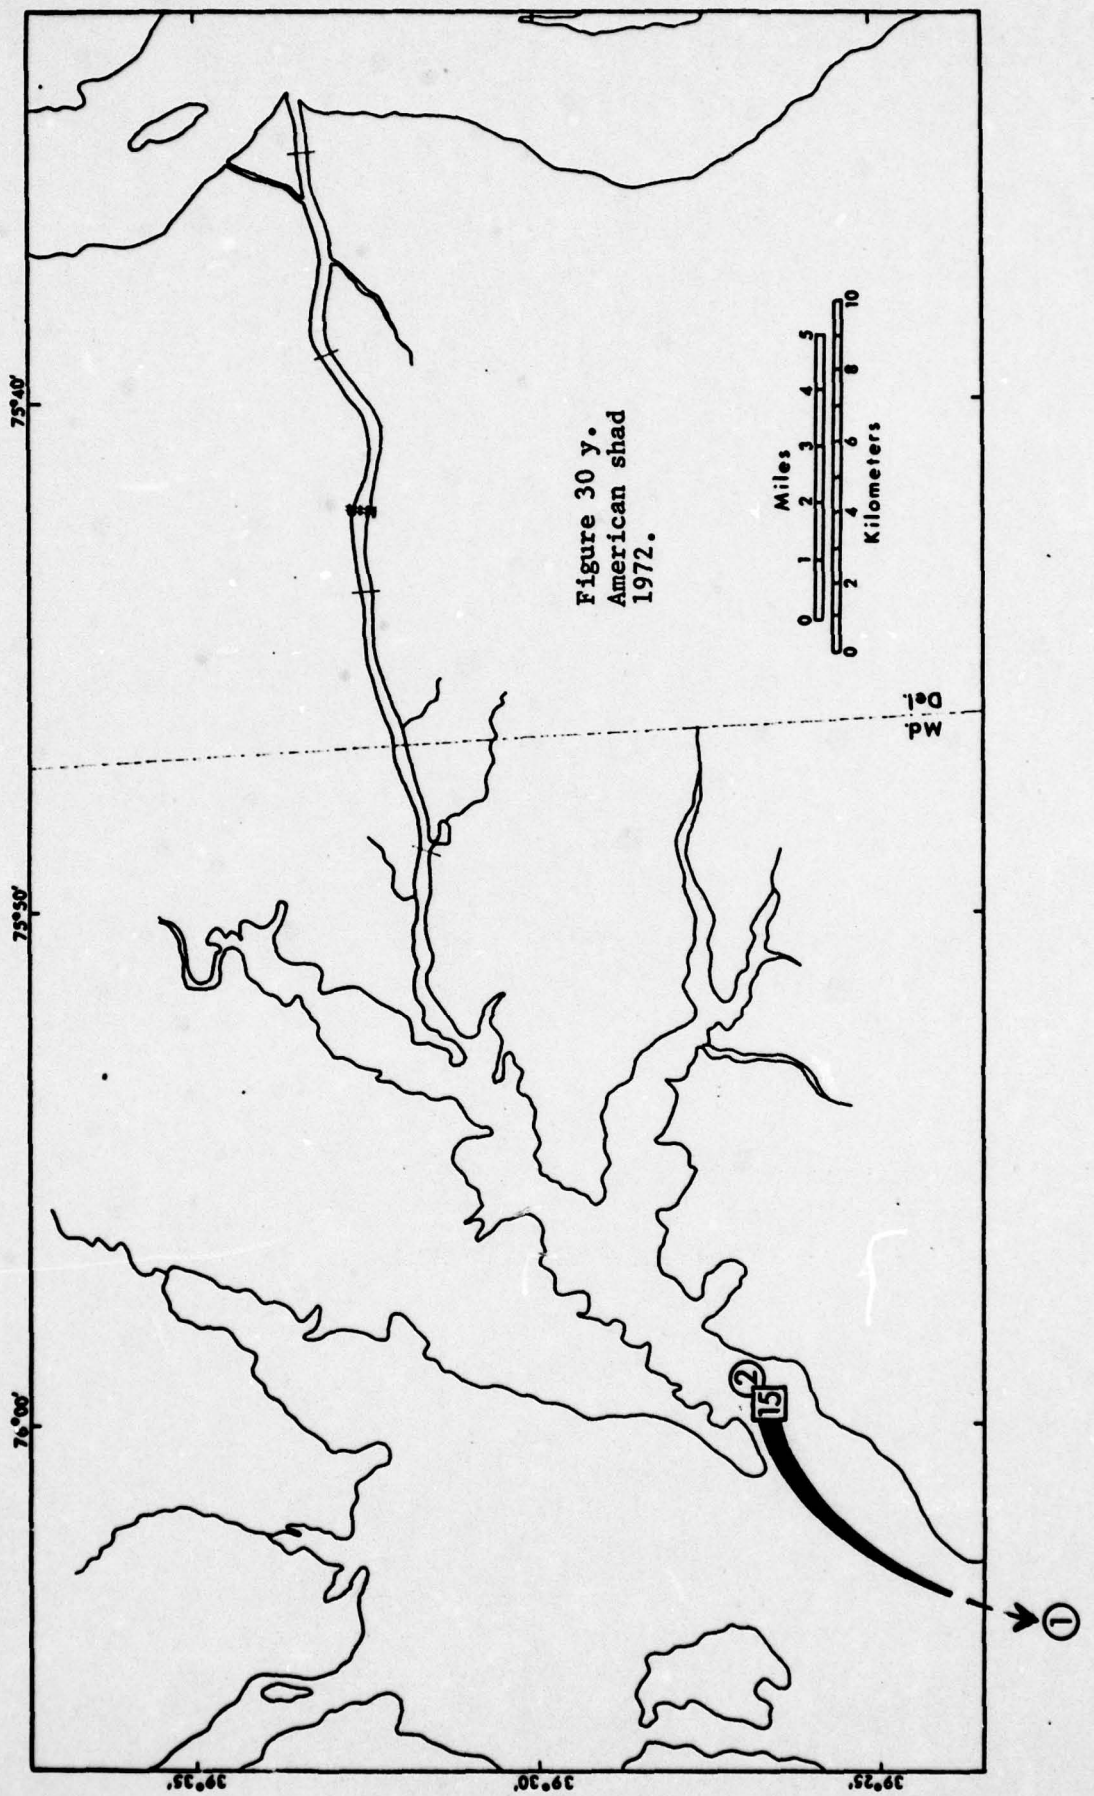 75°40'
75°50'
76°00'
39°35'
39°30'
39°25'
Figure 30 y.
American shad
1972.
Miles
0 1 2 3 4 5
0 2 4 6 8 10
Kilometers
Del.
Md.
2
15
1